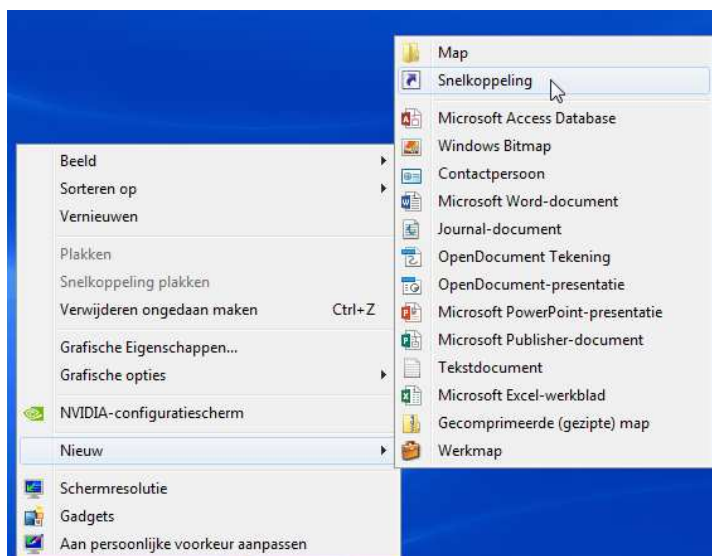 Beeld
Sorteren op
Vernieuwen
Plakken
Snelkoppeling plakken
Verwijderen ongedaan maken Ctrl+Z
Grafische Eigenschappen...
Grafische opties
NVIDIA-configuratiescherm
Nieuw
Schermresolutie
Gadgets
Aan persoonlijke voorkeur aanpassen
Map
Snelkoppeling
Microsoft Access Database
Windows Bitmap
Contactpersoon
Microsoft Word-document
Journal-document
OpenDocument Tekening
OpenDocument-presentatie
Microsoft PowerPoint-presentatie
Microsoft Publisher-document
Tekstdocument
Microsoft Excel-werkblad
Gecomprimeerde (gezipte) map
Werkmap